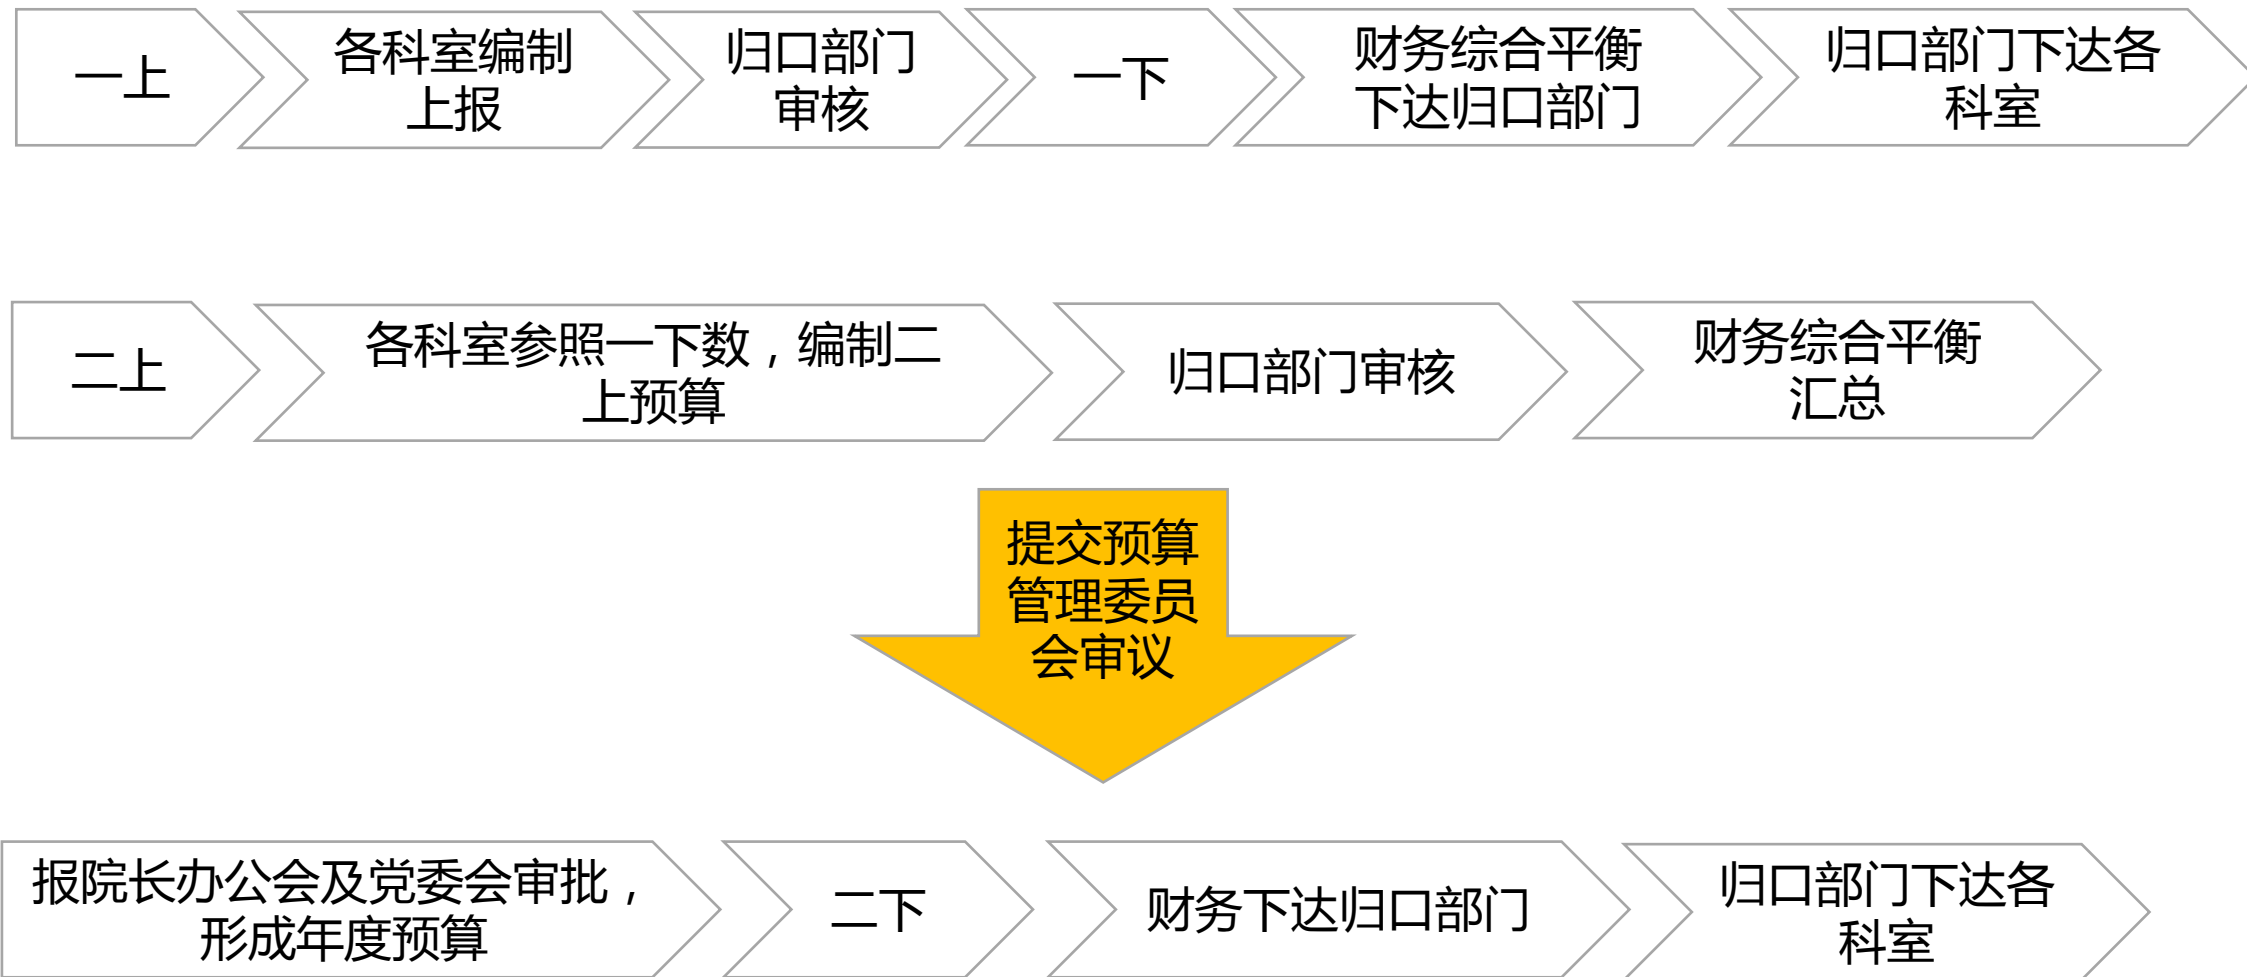 一上
各科室编制
上报
归口部门
审核
一下
财务综合平衡
下达归口部门
归口部门下达各
科室
二上
各科室参照一下数，编制二
上预算
归口部门审核
财务综合平衡
汇总
提交预算
管理委员
会审议
报院长办公会及党委会审批，
形成年度预算
二下
财务下达归口部门
归口部门下达各
科室